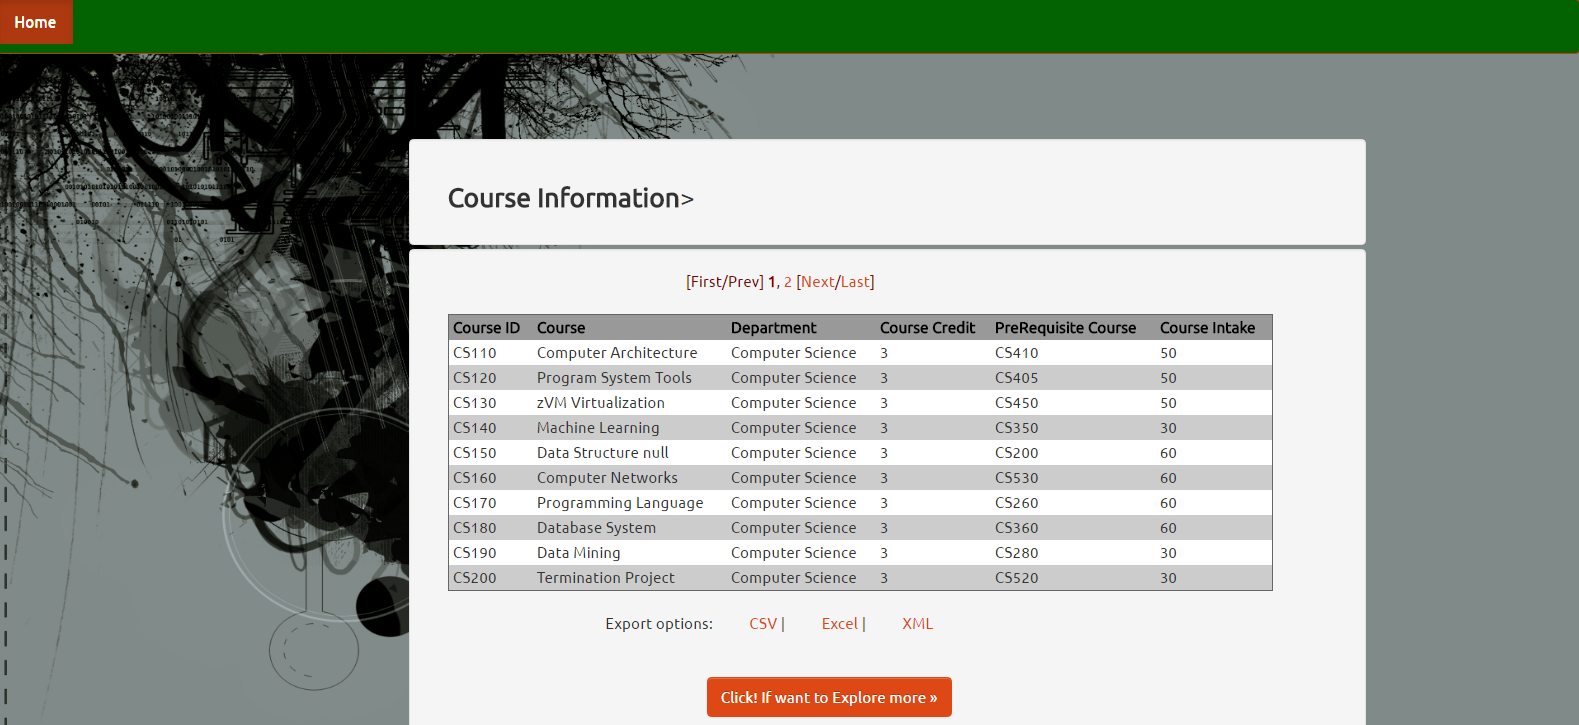 Home
Course Information>
[First/Prev] 1, 2 [Next/Last]
Course ID Course Department Course Credit PreRequisite Course Course Intake
CS110 Computer Architecture Computer Science 3 CS410 50
CS120 Program System Tools Computer Science 3 CS405 50
CS130 zVM Virtualization Computer Science 3 CS450 50
CS140 Machine Learning Computer Science 3 CS350 30
CS150 Data Structure null Computer Science 3 CS200 60
CS160 Computer Networks Computer Science 3 CS530 60
CS170 Programming Language Computer Science 3 CS260 60
CS180 Database System Computer Science 3 CS360 60
CS190 Data Mining Computer Science 3 CS280 30
CS200 Termination Project Computer Science 3 CS520 30
Export options: CSV | Excel | XML
Click! If want to Explore more »